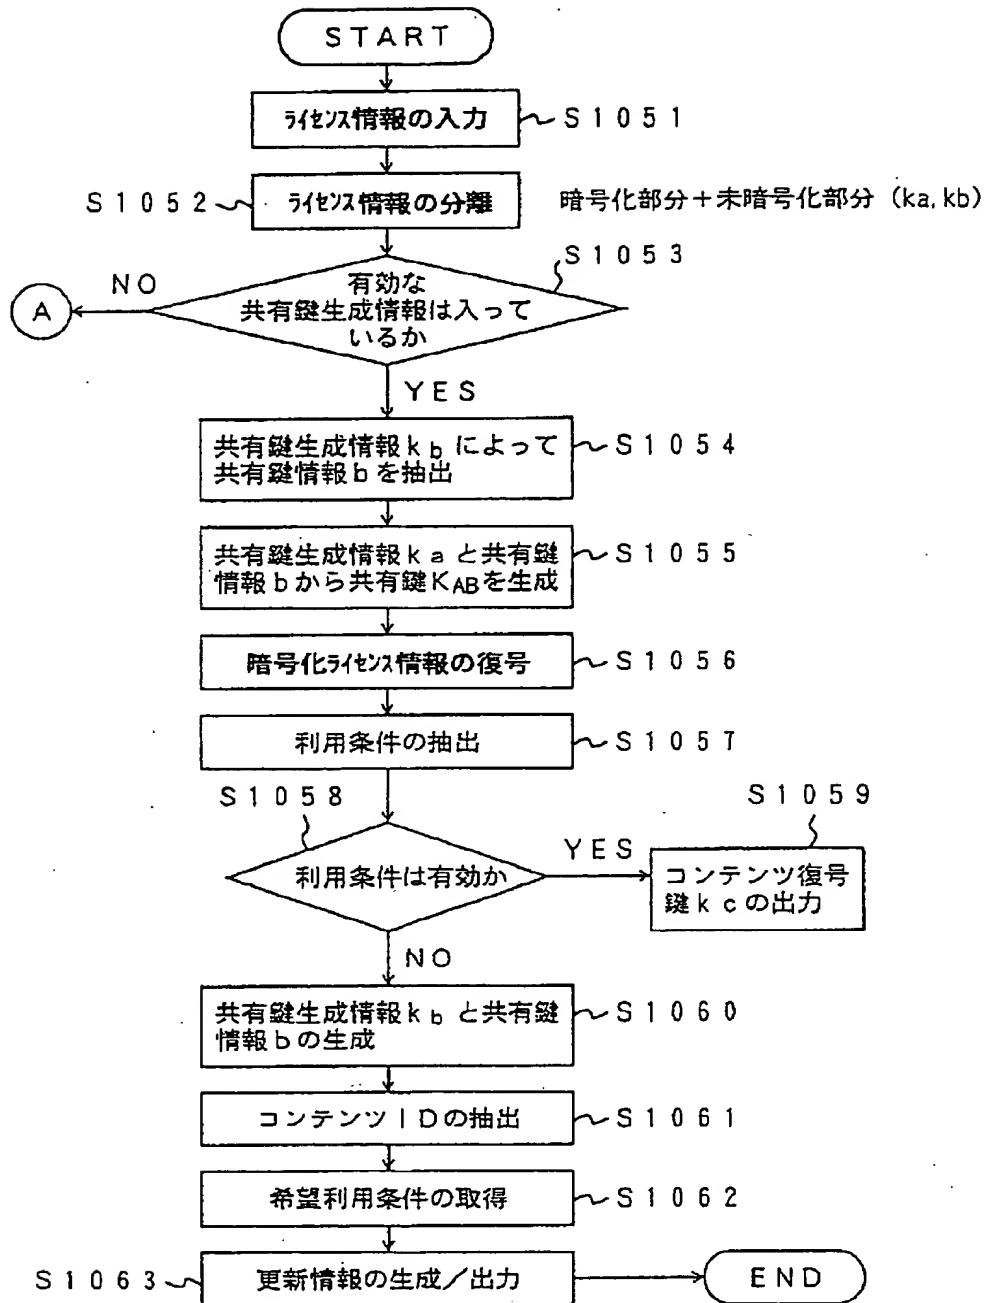 START
ライセンス情報の入力
S1051
S1052
ライセンス情報の分離
暗号化部分+未暗号化部分 (ka, kb)
S1053
NO
A
有効な
共有鍵生成情報は入って
いるか
YES
共有鍵生成情報kbによって
共有鍵情報bを抽出
S1054
共有鍵生成情報kaと共有鍵
情報bから共有鍵KABを生成
S1055
暗号化ライセンス情報の復号
S1056
利用条件の抽出
S1057
S1058
S1059
利用条件は有効か
YES
コンテンツ復号
鍵kcの出力
NO
共有鍵生成情報kbと共有鍵
情報bの生成
S1060
コンテンツIDの抽出
S1061
希望利用条件の取得
S1062
S1063
更新情報の生成/出力
END